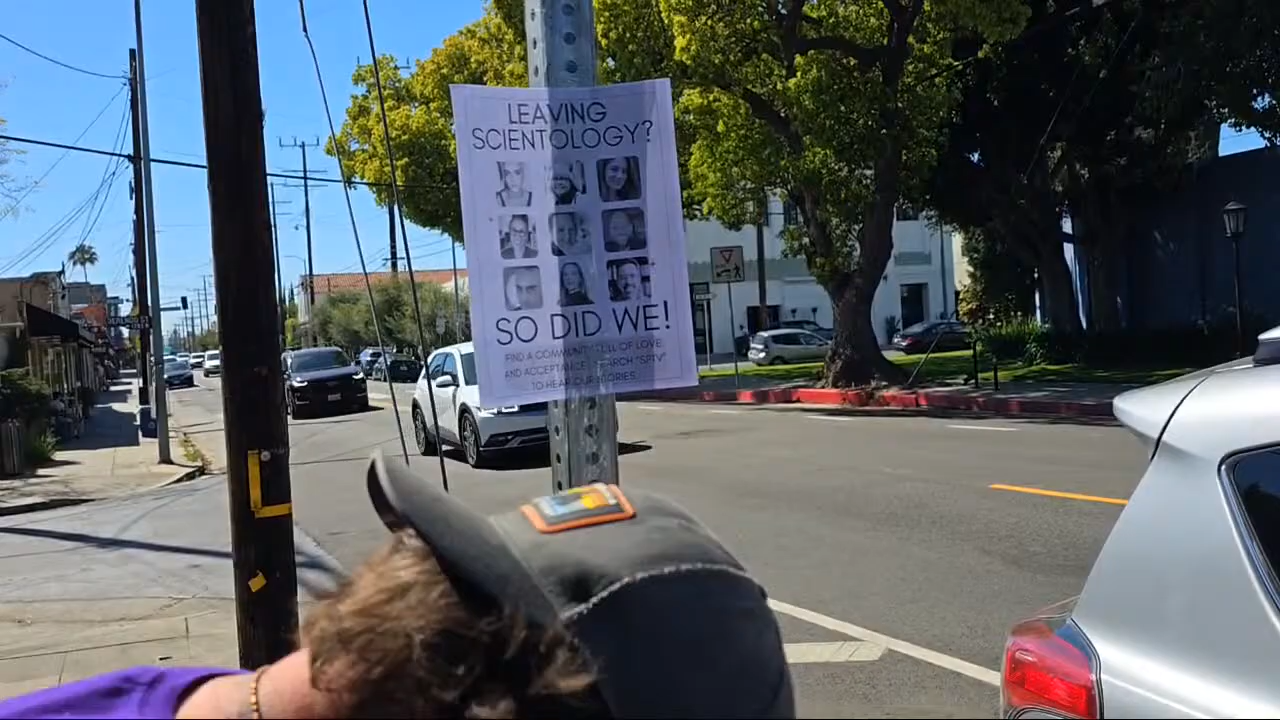 LEAVING
SCIENTOLOGY?
SO DID WE!
FIND A COMMUNITY FULL OF LOVE
AND ACCEPTANCE. SEARCH "SPTV"
TO HEAR OUR STORIES